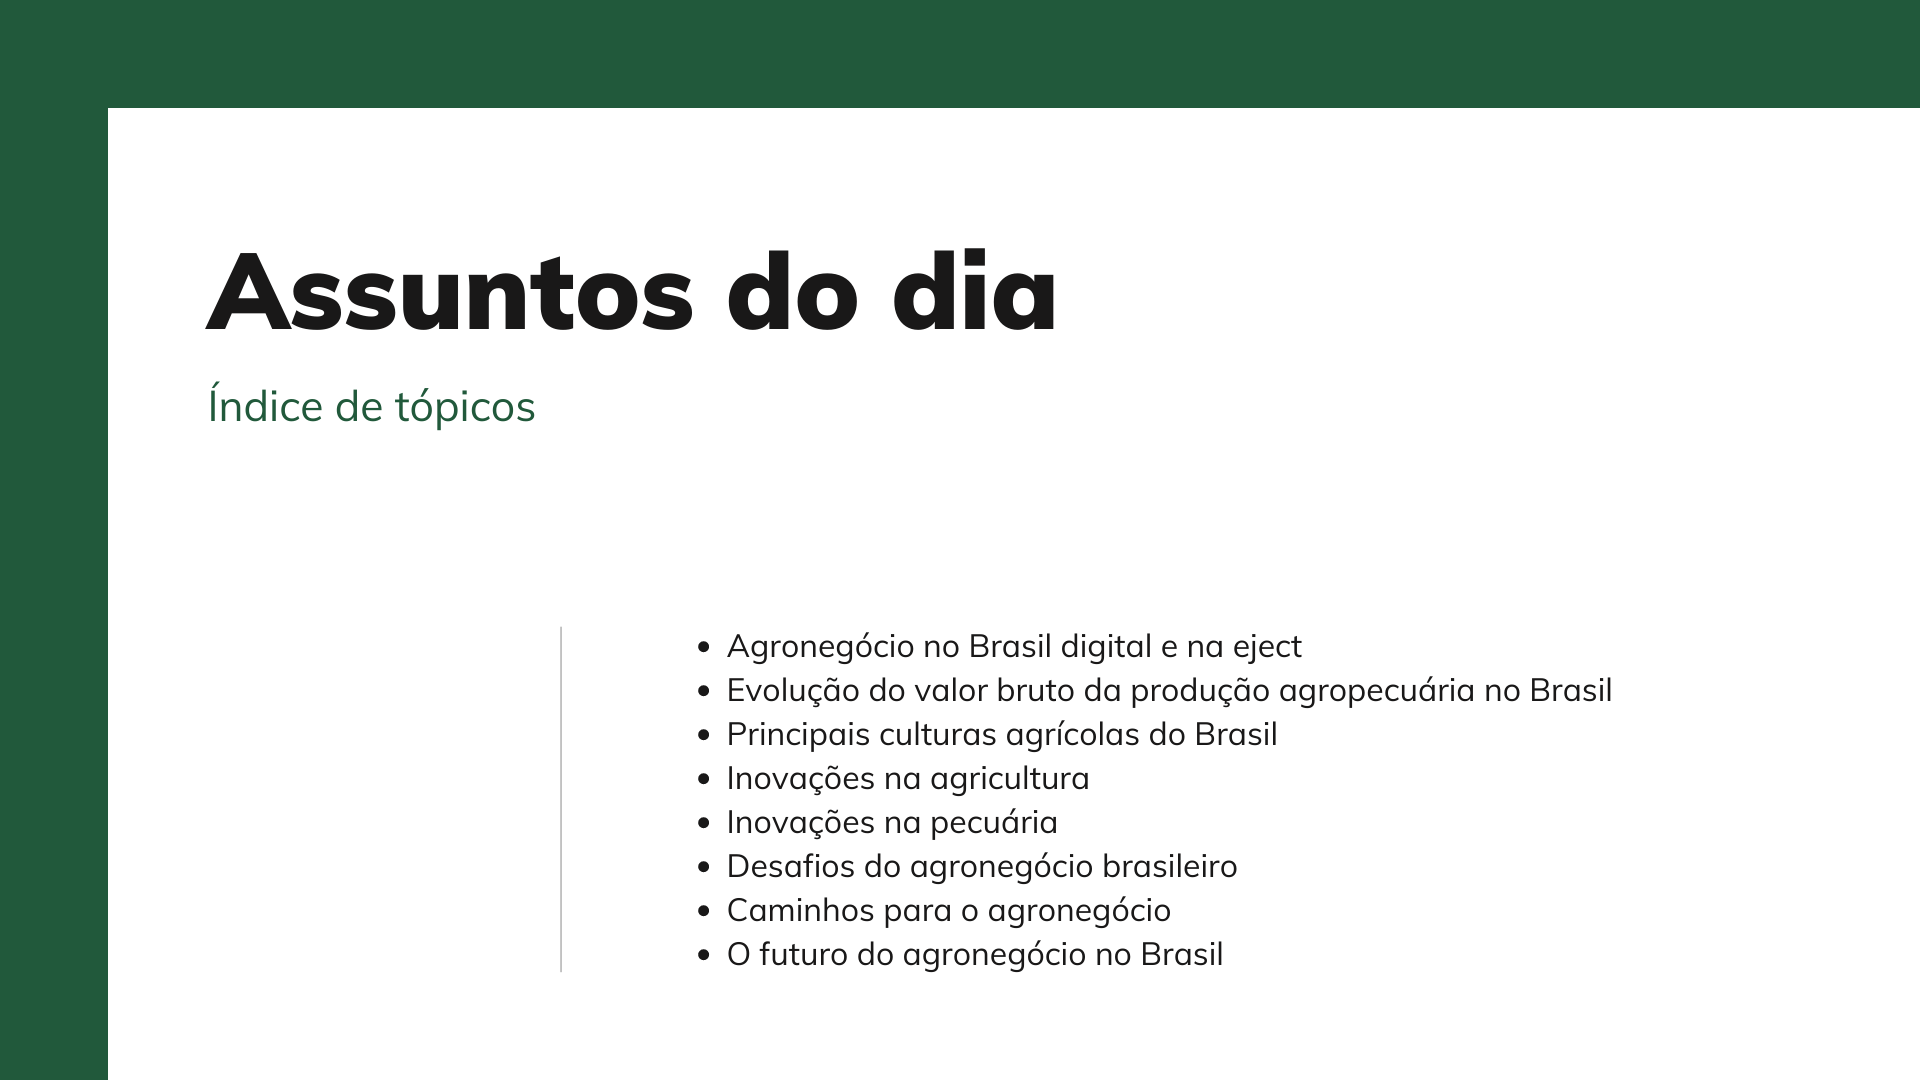 Assuntos do dia
Índice de tópicos
• Agronegócio no Brasil digital e na eject
• Evolução do valor bruto da produção agropecuária no Brasil
• Principais culturas agrícolas do Brasil
• Inovações na agricultura
• Inovações na pecuária
• Desafios do agronegócio brasileiro
• Caminhos para o agronegócio
• O futuro do agronegócio no Brasil